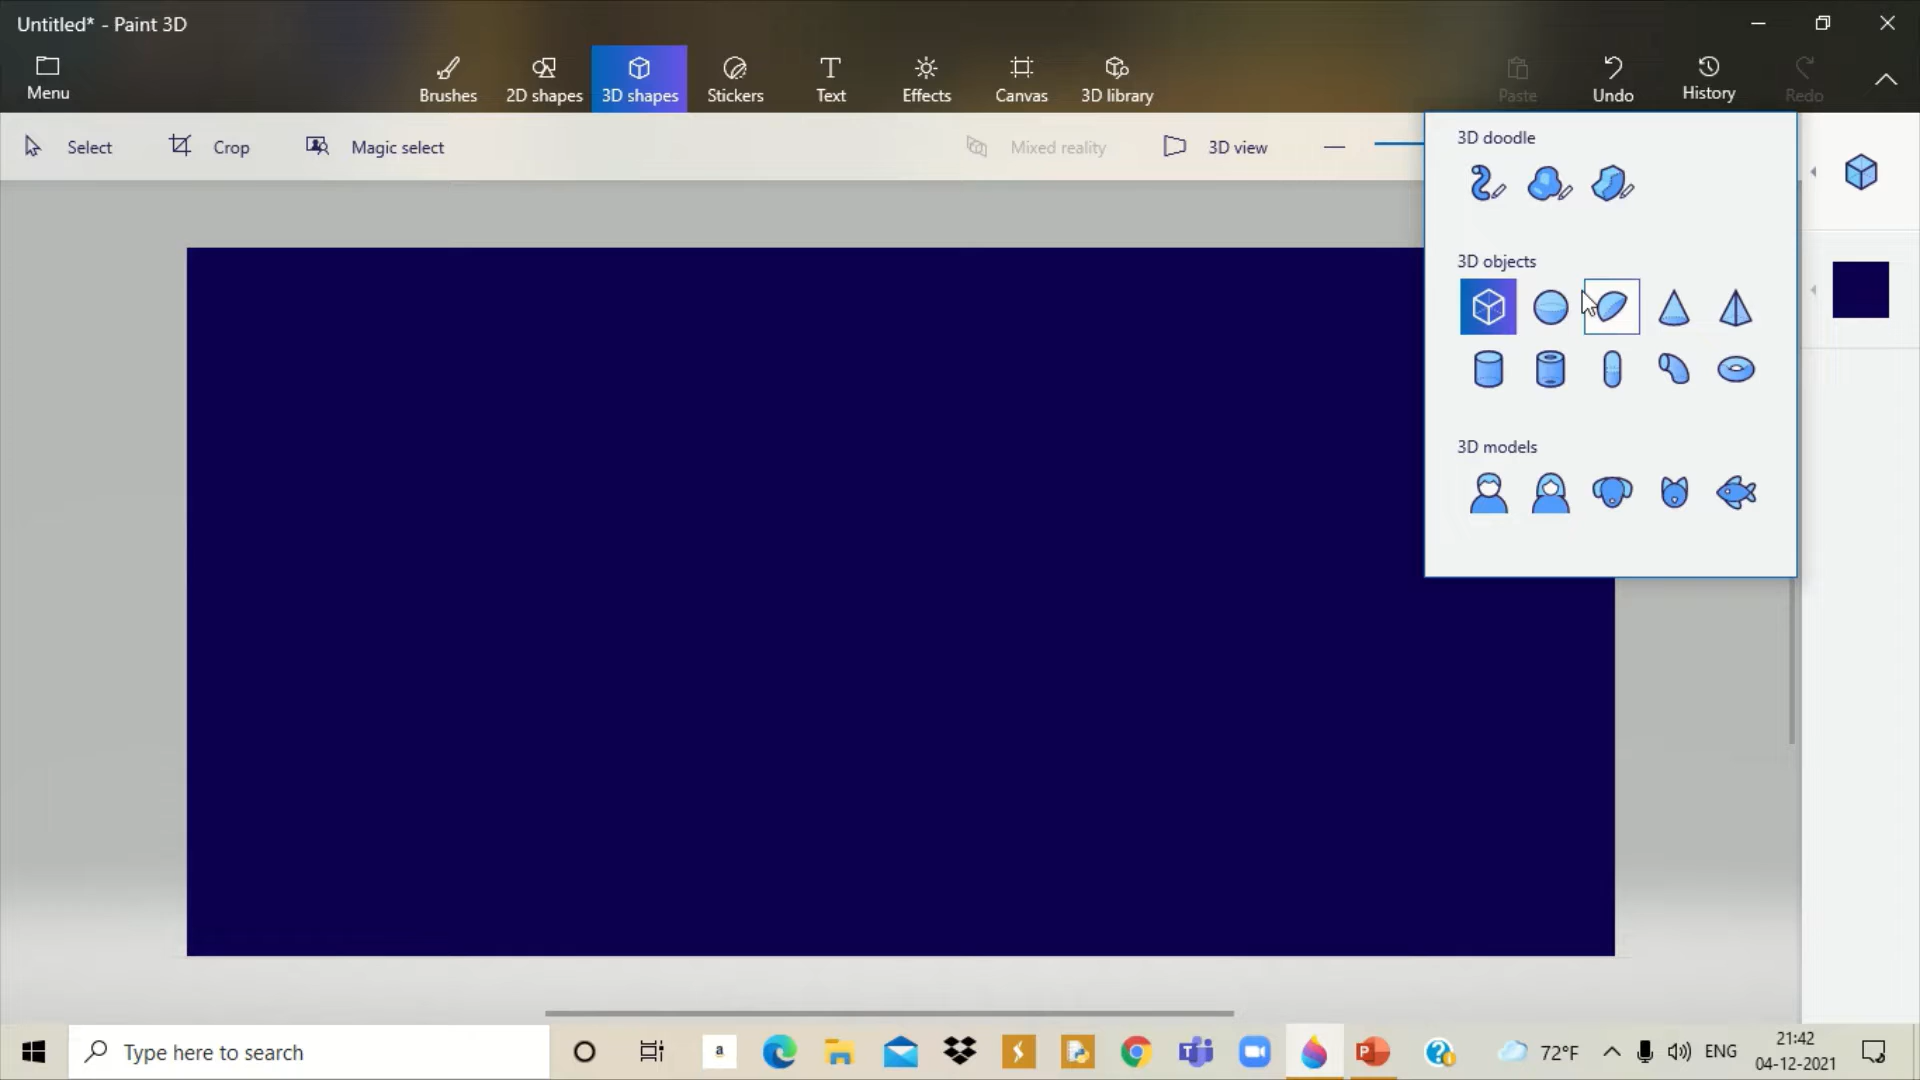 Untitled* - Paint 3D
Menu
Brushes
2D shapes
3D shapes
Stickers
Text
Effects
Canvas
3D library
Paste
Undo
History
Redo
Select
Crop
Magic select
Mixed reality
3D view
3D doodle
3D objects
3D models
Type here to search
a
72°F
ENG
21:42
04-12-2021